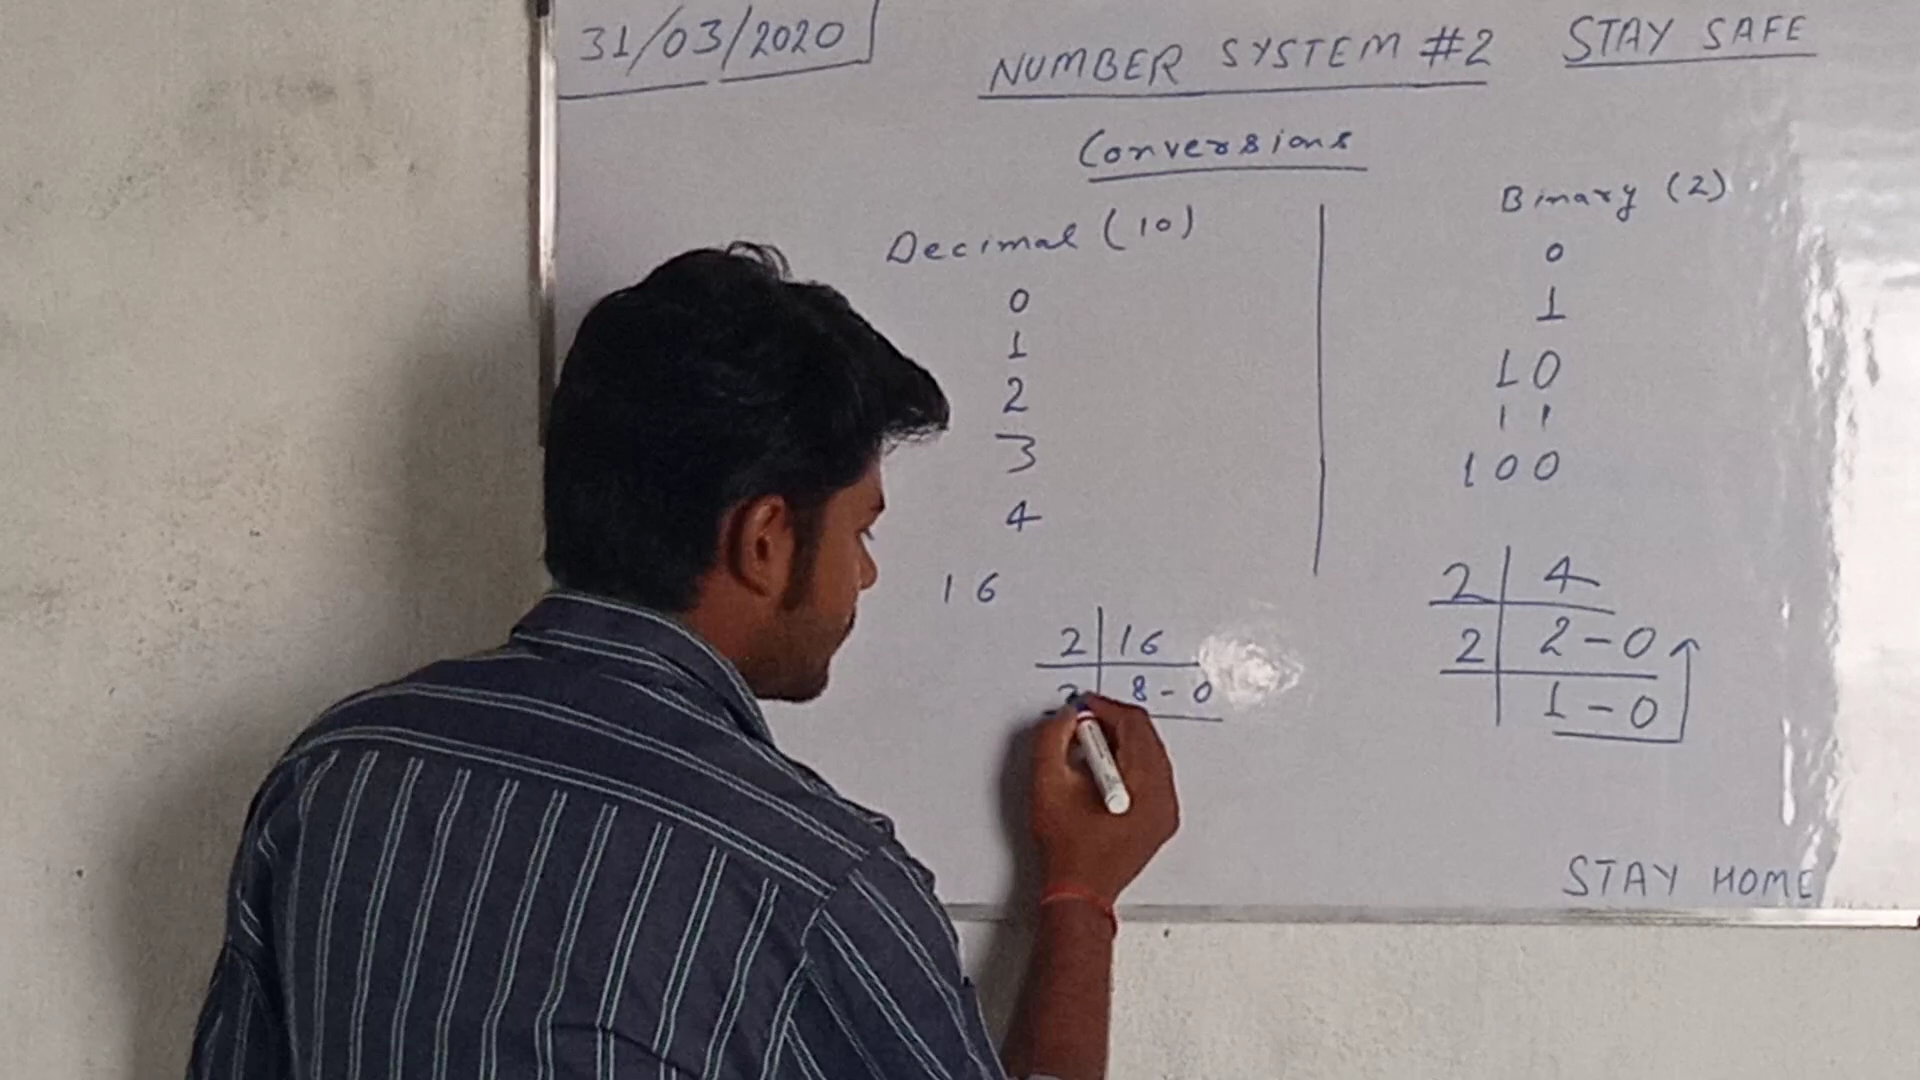 31/03/2020
NUMBER SYSTEM #2
STAY SAFE
Conversions
Decimal (10)
0
1
2
3
4
16
2 16
2 8 - 0
Binary (2)
0
1
10
11
100
2 4
2 2 - 0
1 - 0
STAY HOME